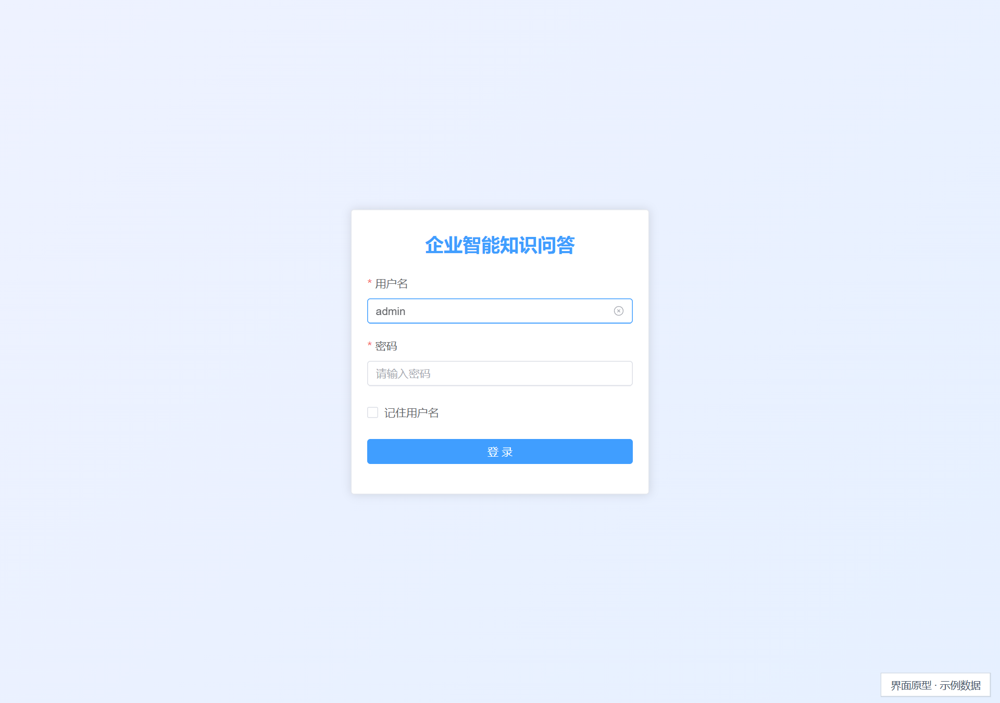 企业智能知识问答
* 用户名
admin
* 密码
请输入密码
记住用户名
登 录
界面原型 · 示例数据